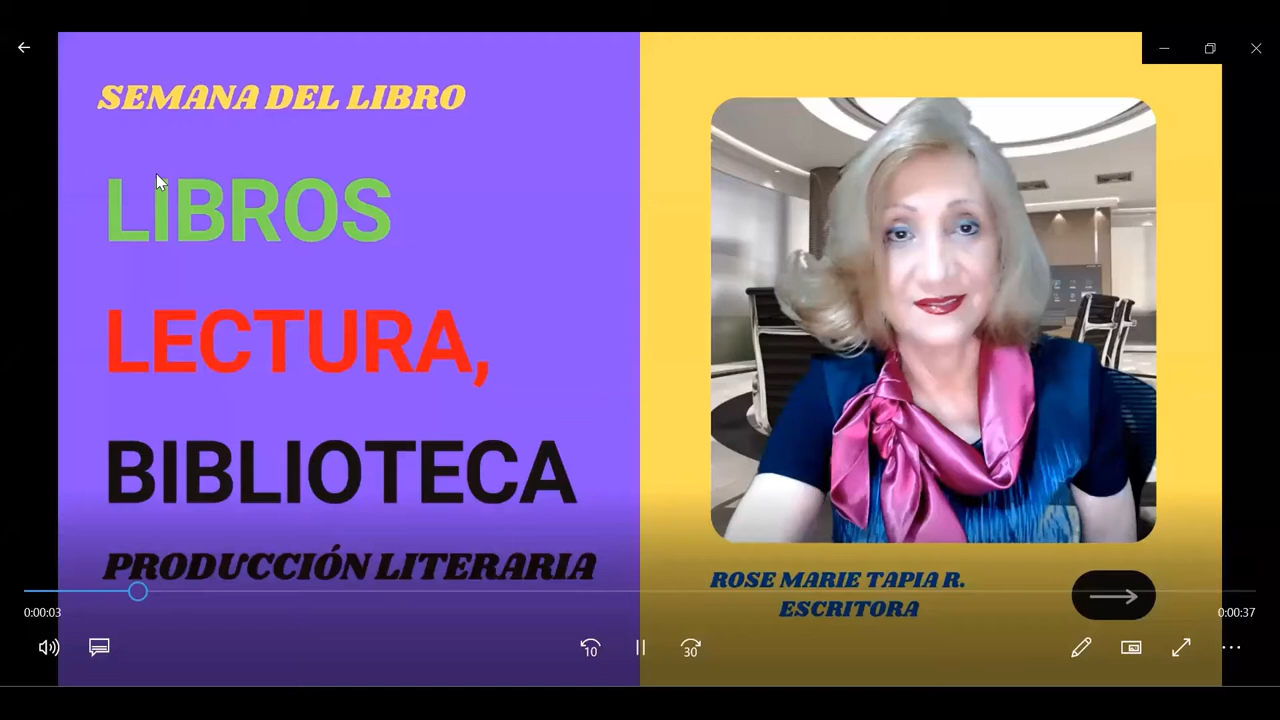 SEMANA DEL LIBRO
LIBROS
LECTURA,
BIBLIOTECA
PRODUCCIÓN LITERARIA
ROSE MARIE TAPIA R.
ESCRITORA
0:00:03
0:00:37
10
30